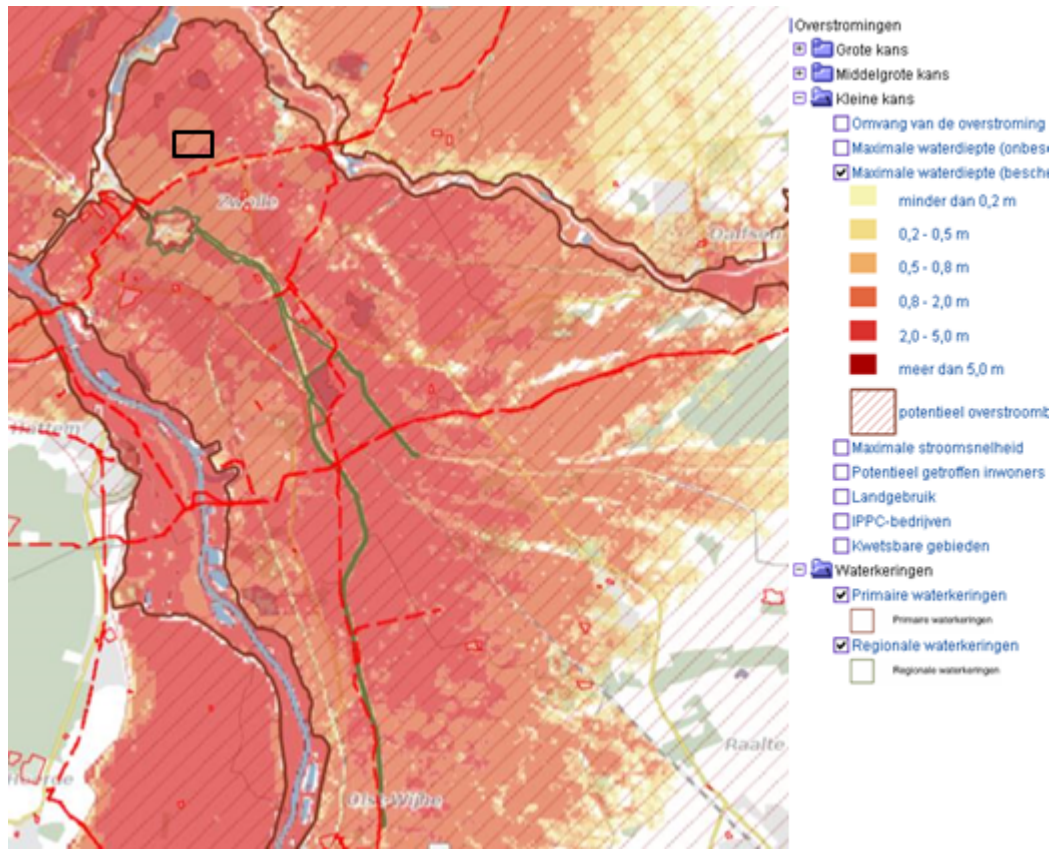 Overstromingen
Grote kans
Middelgrote kans
Kleine kans
Omvang van de overstroming
Maximale waterdiepte (onbes
Maximale waterdiepte (besche
minder dan 0,2 m
0,2 - 0,5 m
0,5 - 0,8 m
0,8 - 2,0 m
2,0 - 5,0 m
meer dan 5,0 m
potentieel overstroomb
Maximale stroomsnelheid
Potentieel getroffen inwoners
Landgebruik
IPPC-bedrijven
Kwetsbare gebieden
Waterkeringen
Primaire waterkeringen
Primaire waterkeringen
Regionale waterkeringen
Regionale waterkeringen
Zwolle
Dalfsen
Hattem
Raalte
Olst-Wijhe